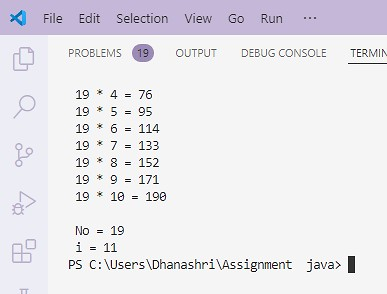 File Edit Selection View Go Run ...
PROBLEMS 19 OUTPUT DEBUG CONSOLE TERMIN
19 * 4 = 76
19 * 5 = 95
19 * 6 = 114
19 * 7 = 133
19 * 8 = 152
19 * 9 = 171
19 * 10 = 190
No = 19
i = 11
PS C:\Users\Dhanashri\Assignment  java>